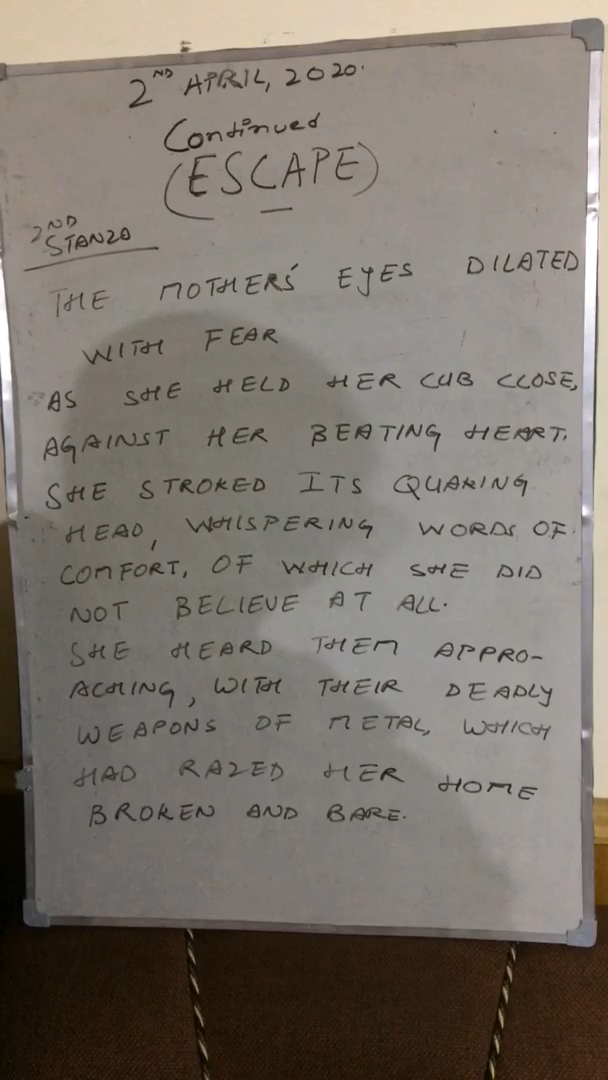 2ND APRIL, 2020.
Continued
(ESCAPE)
2ND
STANZA
THE MOTHERS' EYES DILATED
WITH FEAR
AS SHE HELD HER CUB CLOSE,
AGAINST HER BEATING HEART.
SHE STROKED ITS QUAKING
HEAD, WHISPERING WORDS OF
COMFORT, OF WHICH SHE DID
NOT BELIEVE AT ALL.
SHE HEARD THEM APPRO-
ACHING, WITH THEIR DEADLY
WEAPONS OF METAL, WHICH
HAD RAZED HER HOME
BROKEN AND BARE.